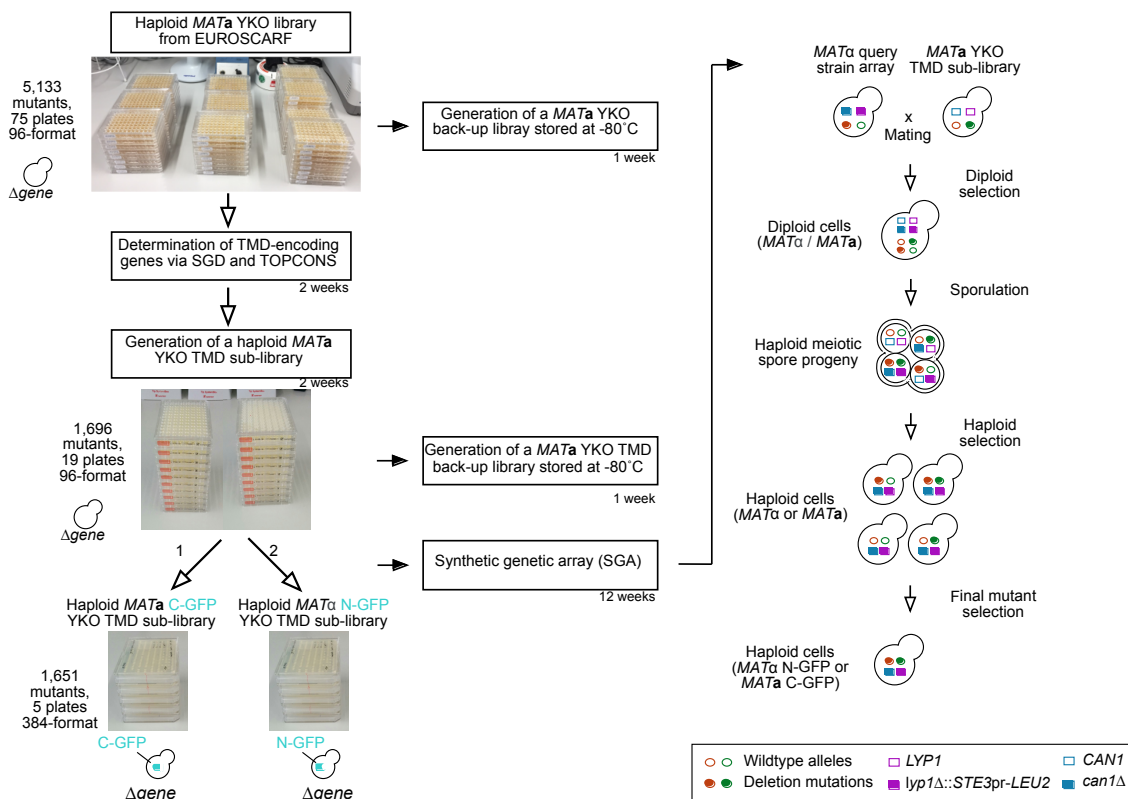 Haploid MATa YKO library
from EUROSCARF
5,133
mutants,
75 plates
96-format
Δgene
Generation of a MATa YKO
back-up libray stored at -80˚C
1 week
Determination of TMD-encoding
genes via SGD and TOPCONS
2 weeks
Generation of a haploid MATa
YKO TMD sub-library
2 weeks
1,696
mutants,
19 plates
96-format
Δgene
Generation of a MATa YKO TMD
back-up library stored at -80˚C
1 week
Synthetic genetic array (SGA)
12 weeks
1
2
Haploid MATa C-GFP
YKO TMD sub-library
Haploid MATα N-GFP
YKO TMD sub-library
1,651
mutants,
5 plates
384-format
C-GFP
Δgene
N-GFP
Δgene
MATα query
strain array
MATa YKO
TMD sub-library
x
Mating
Diploid
selection
Diploid cells
(MATα / MATa)
Sporulation
Haploid meiotic
spore progeny
Haploid
selection
Haploid cells
(MATα or MATa)
Final mutant
selection
Haploid cells
(MATα N-GFP or
MATa C-GFP)
Wildtype alleles
LYP1
CAN1
Deletion mutations
lyp1Δ::STE3pr-LEU2
can1Δ